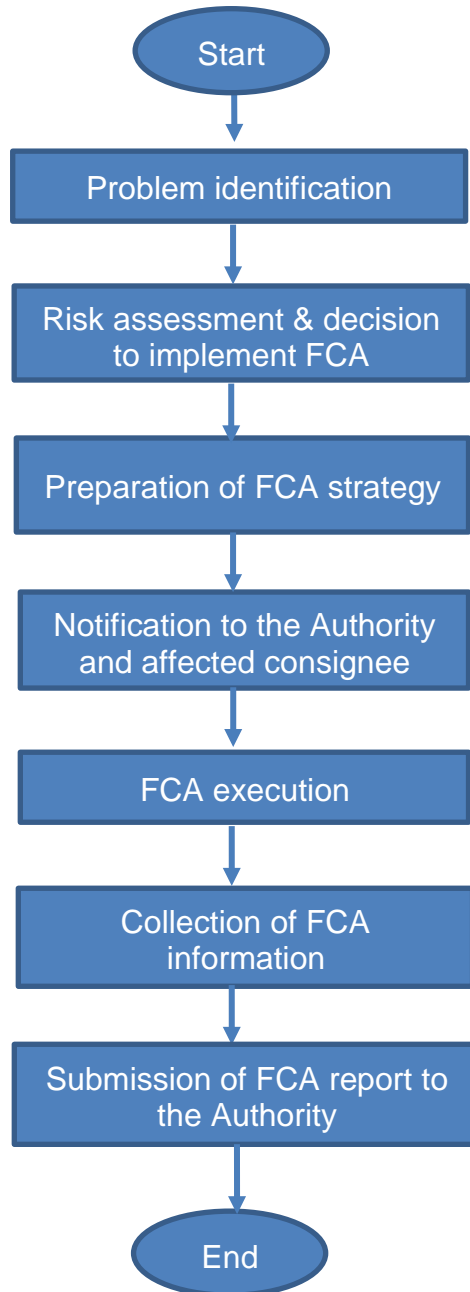 Start
Problem identification
Risk assessment & decision
to implement FCA
Preparation of FCA strategy
Notification to the Authority
and affected consignee
FCA execution
Collection of FCA
information
Submission of FCA report to
the Authority
End